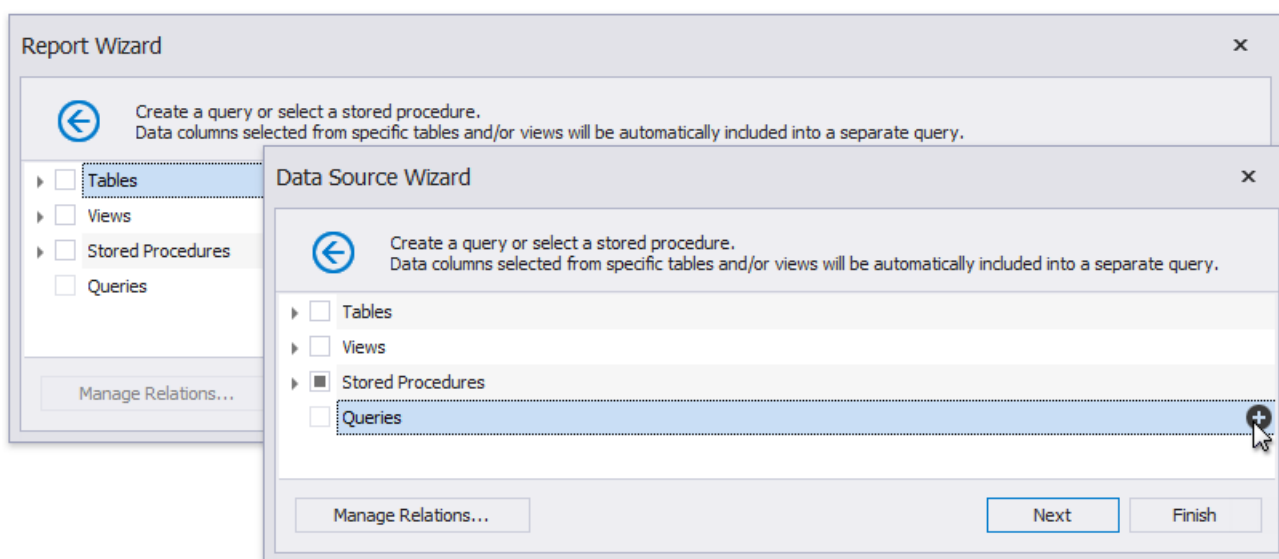 Report Wizard
Create a query or select a stored procedure.
Data columns selected from specific tables and/or views will be automatically included into a separate query.
Tables
Views
Stored Procedures
Queries
Manage Relations...
Data Source Wizard
Create a query or select a stored procedure.
Data columns selected from specific tables and/or views will be automatically included into a separate query.
Tables
Views
Stored Procedures
Queries
Manage Relations...
Next
Finish